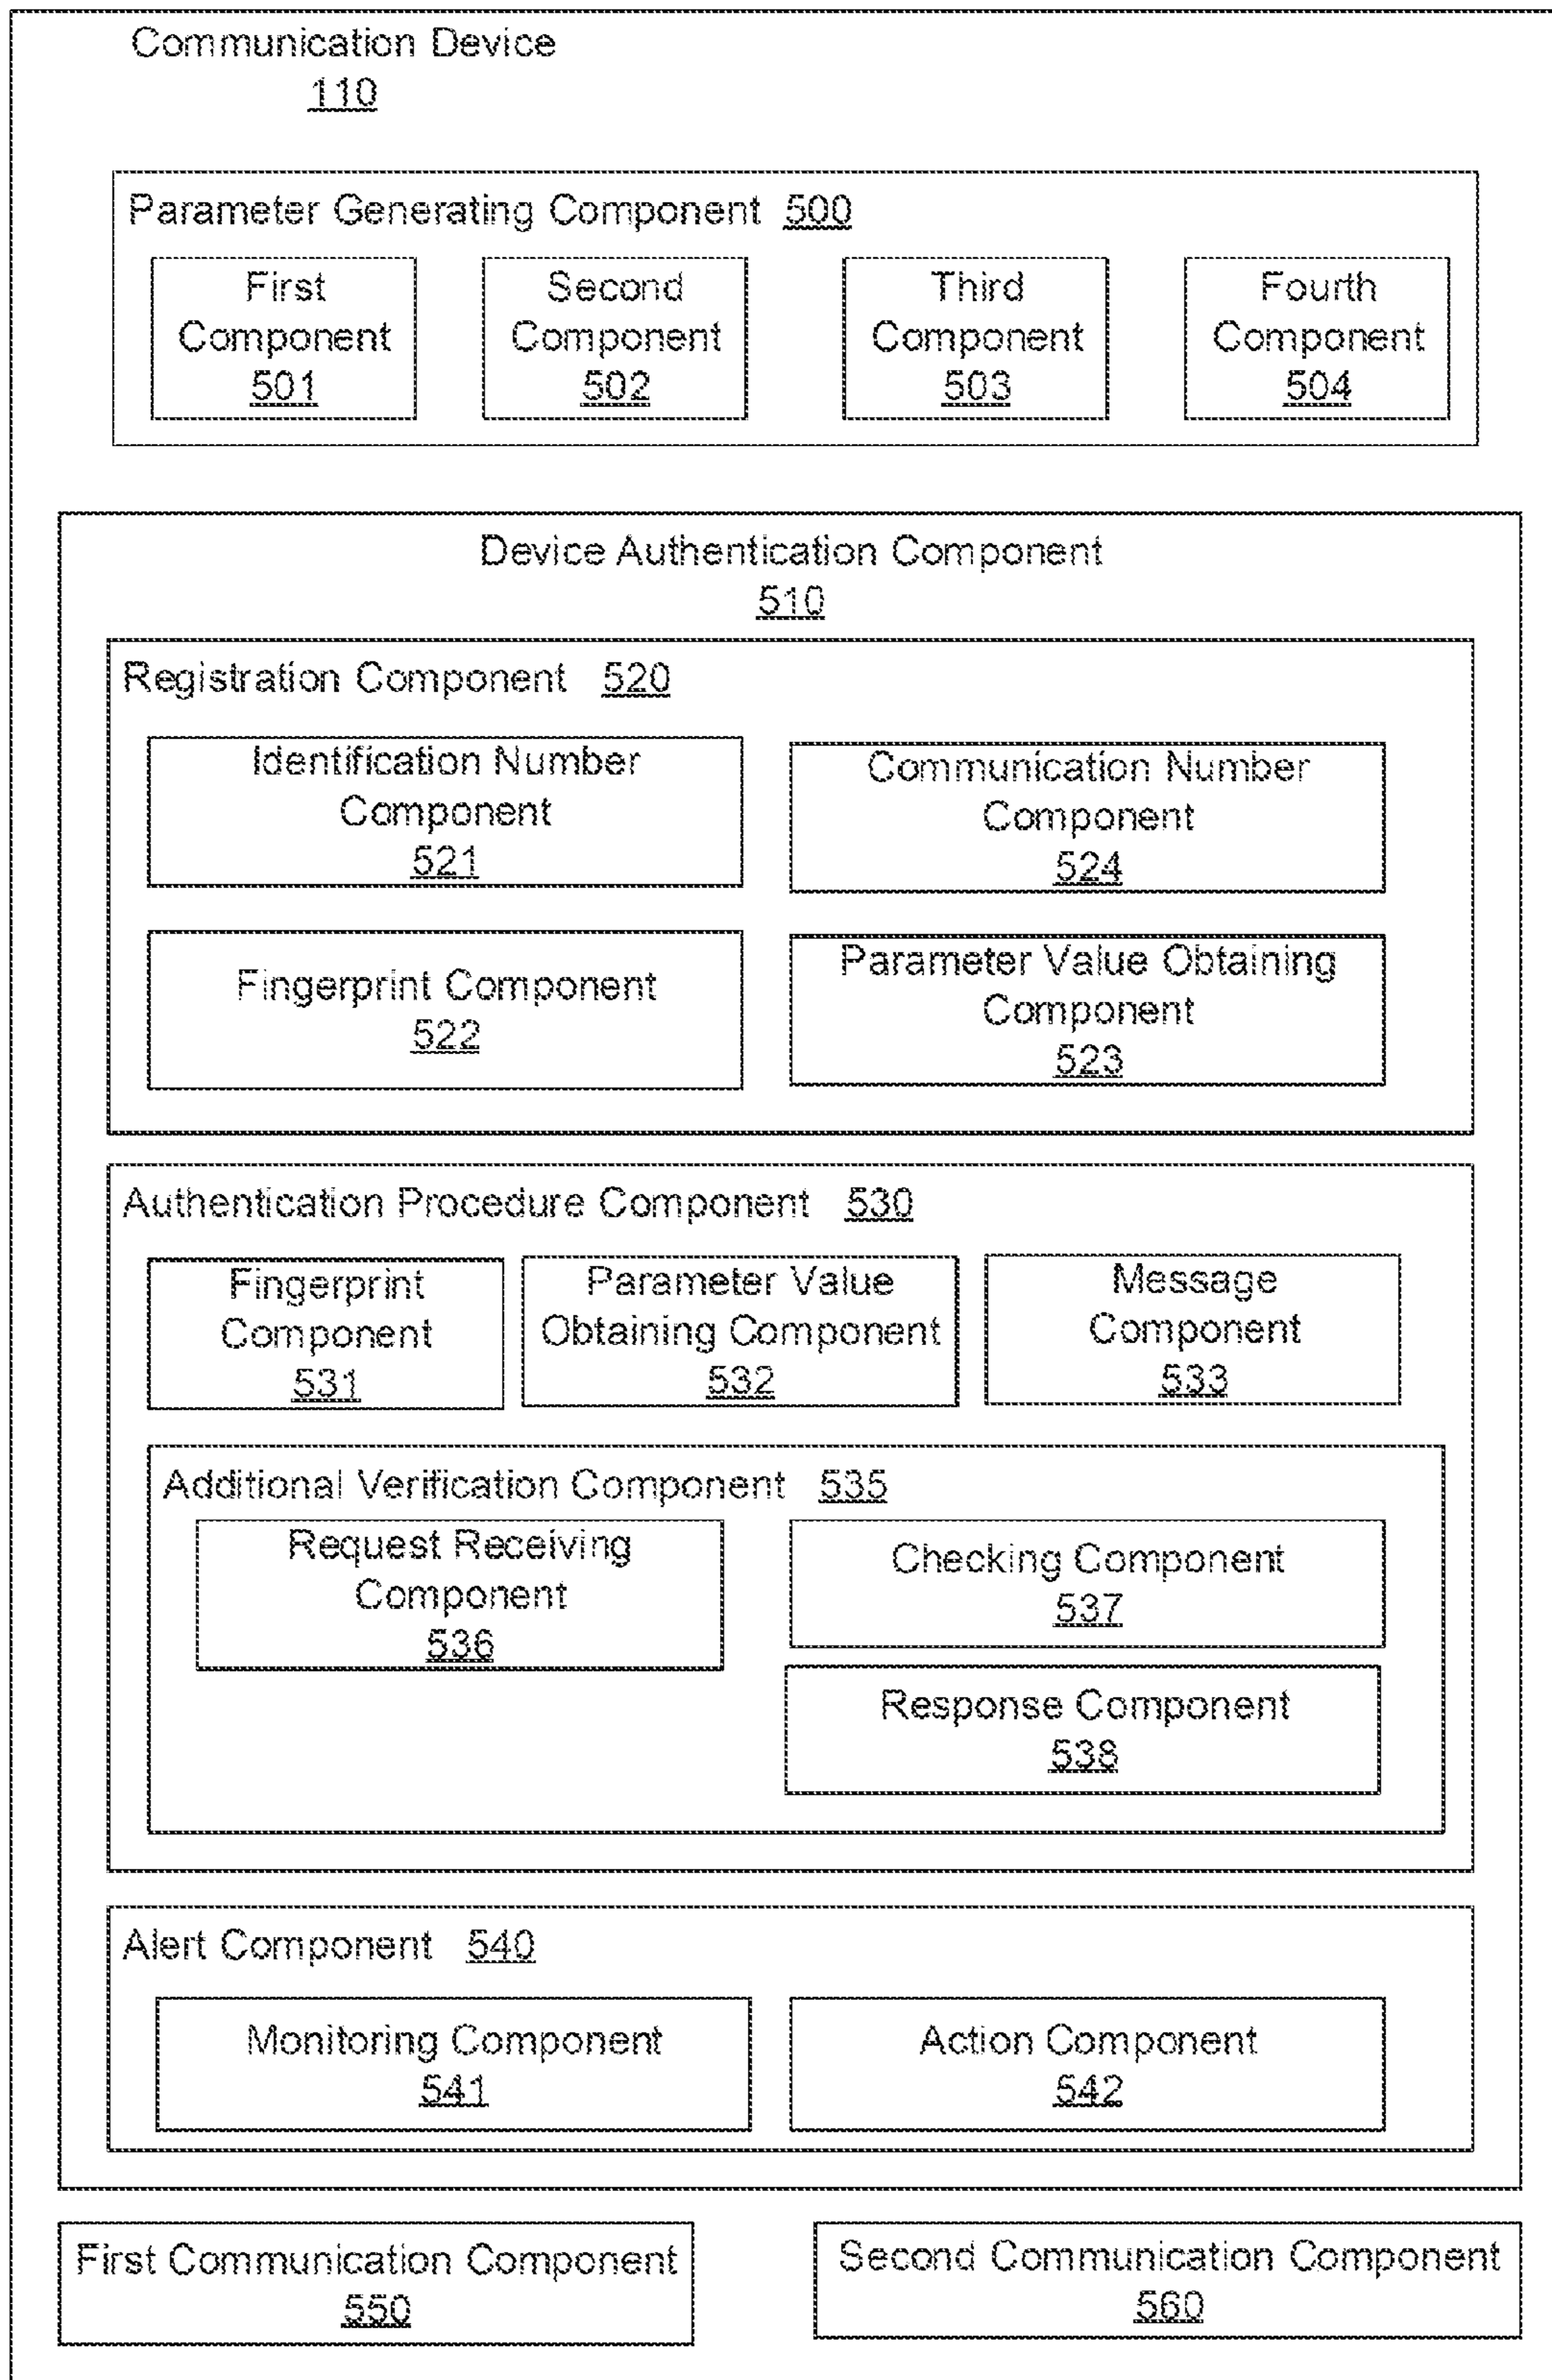 Communication Device
110
Parameter Generating Component 500
First
Component
501
Second
Component
502
Third
Component
503
Fourth
Component
504
Device Authentication Component
510
Registration Component 520
Identification Number
Component
521
Communication Number
Component
524
Fingerprint Component
522
Parameter Value Obtaining
Component
523
Authentication Procedure Component 530
Fingerprint
Component
531
Parameter Value
Obtaining Component
532
Message
Component
533
Additional Verification Component 535
Request Receiving
Component
536
Checking Component
537
Response Component
538
Alert Component 540
Monitoring Component
541
Action Component
542
First Communication Component
550
Second Communication Component
560